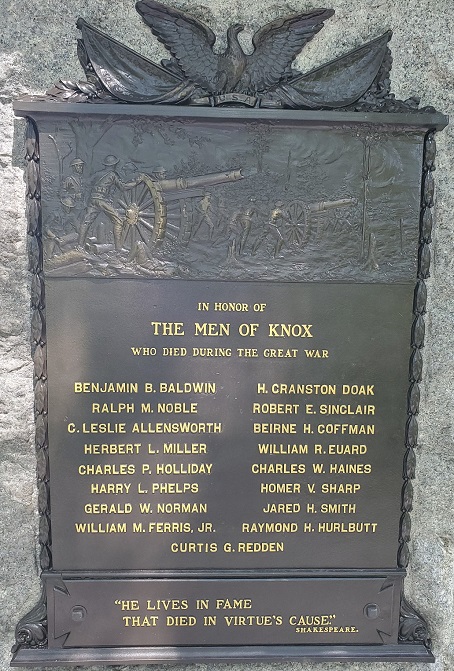 IN HONOR OF
THE MEN OF KNOX
WHO DIED DURING THE GREAT WAR
BENJAMIN B. BALDWIN H. CRANSTON DOAK
RALPH M. NOBLE ROBERT E. SINCLAIR
C. LESLIE ALLENSWORTH BEIRNE H. COFFMAN
HERBERT L. MILLER WILLIAM R. EUARD
CHARLES P. HOLLIDAY CHARLES W. HAINES
HARRY L. PHELPS HOMER V. SHARP
GERALD W. NORMAN JARED H. SMITH
WILLIAM M. FERRIS, JR. RAYMOND H. HURLBUTT
CURTIS G. REDDEN
"HE LIVES IN FAME
THAT DIED IN VIRTUE'S CAUSE."
SHAKESPEARE.